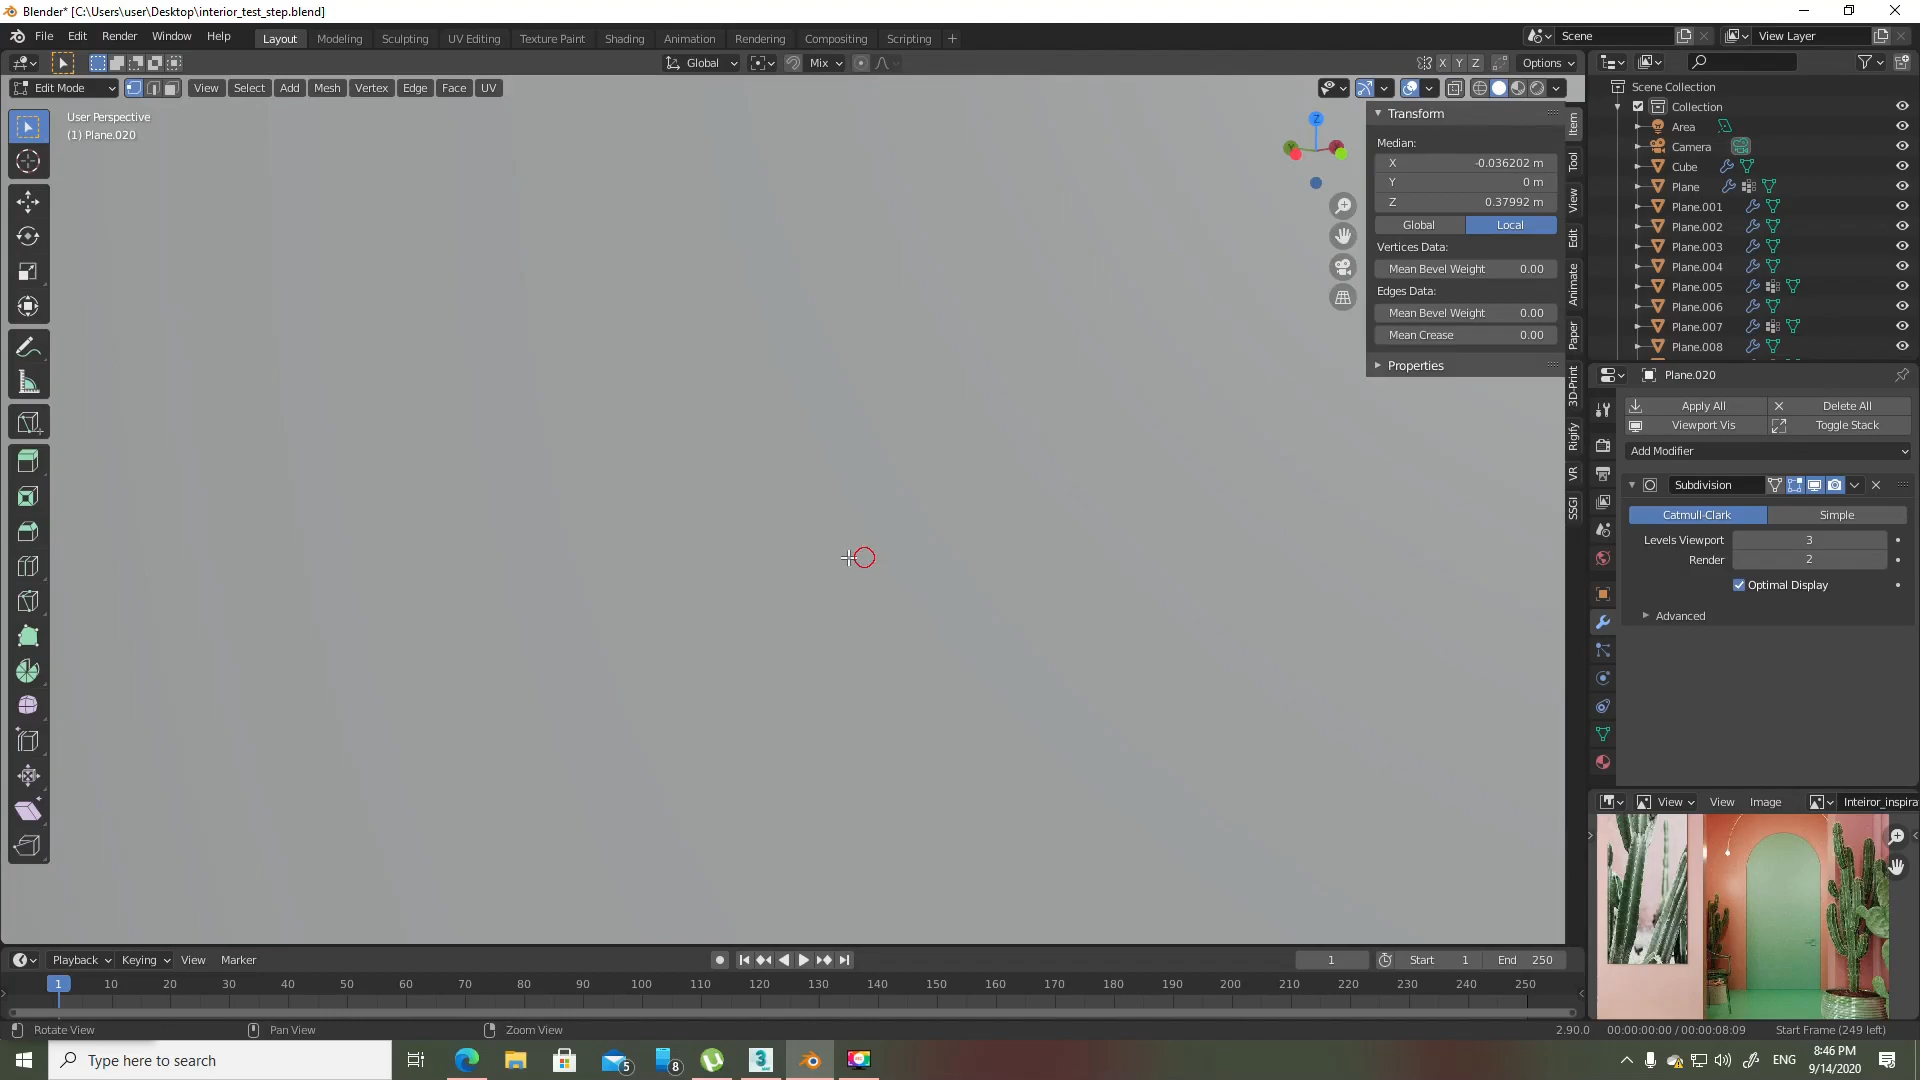 Blender* [C:\Users\user\Desktop\interior_test_step.blend]
File Edit Render Window Help
Layout Modeling Sculpting UV Editing Texture Paint Shading Animation Rendering Compositing Scripting +
Scene
View Layer
Global
Mix
X Y Z
Options
Edit Mode
View Select Add Mesh Vertex Edge Face UV
User Perspective
(1) Plane.020
Z
Y
Transform
Median:
X -0.036202 m
Y 0 m
Z 0.37992 m
Global Local
Vertices Data:
Mean Bevel Weight 0.00
Edges Data:
Mean Bevel Weight 0.00
Mean Crease 0.00
Properties
Item
Tool
View
Edit
Animate
Paper
3D-Print
Rigify
VR
SSGI
Scene Collection
Collection
Area
Camera
Cube
Plane
Plane.001
Plane.002
Plane.003
Plane.004
Plane.005
Plane.006
Plane.007
Plane.008
Plane.020
Apply All Delete All
Viewport Vis Toggle Stack
Add Modifier
Subdivision
Catmull-Clark Simple
Levels Viewport 3
Render 2
Optimal Display
Advanced
View View Image Inteiror_inspira
Playback Keying View Marker
1 Start 1 End 250
1 10 20 30 40 50 60 70 80 90 100 110 120 130 140 150 160 170 180 190 200 210 220 230 240 250
Rotate View Pan View Zoom View
2.90.0 00:00:00:00 / 00:00:08:09 Start Frame (249 left)
Type here to search
5
8
3
ENG
8:46 PM
9/14/2020